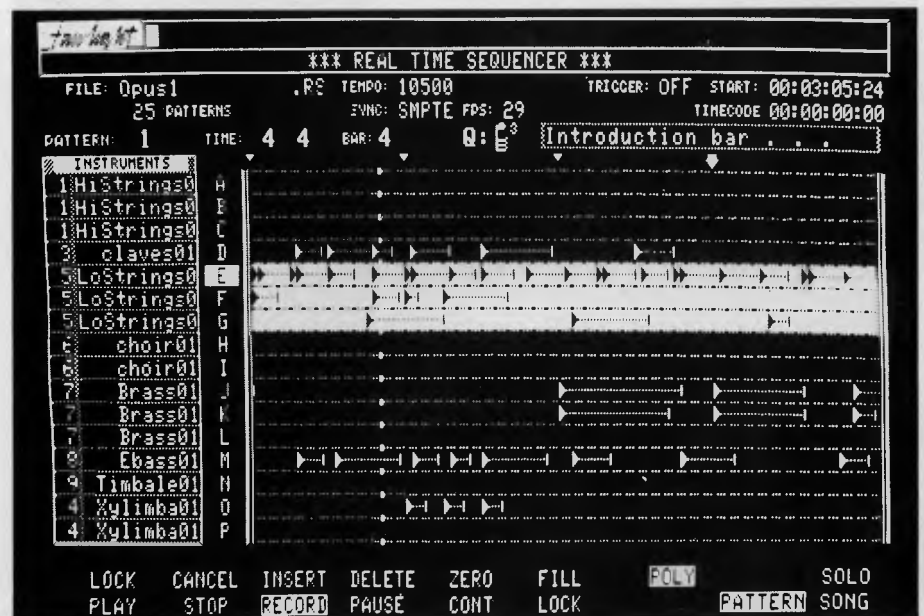 *** REAL TIME SEQUENCER ***
FILE: Opus1 .RS TEMPO: 10500 TRIGGER: OFF START: 00:03:05:24
25 PATTERNS SYNC: SMPTE FPS: 29 TIMECODE 00:00:00:00
PATTERN: 1 TIME: 4 4 BAR: 4 Q: 3 Introduction bar . . .
INSTRUMENTS
1 HiStrings0 A
1 HiStrings0 B
1 HiStrings0 C
3 claves01 D
5 LoStrings0 E
5 LoStrings0 F
5 LoStrings0 G
6 choir01 H
6 choir01 I
7 Brass01 J
7 Brass01 K
7 Brass01 L
8 Ebass01 M
9 Timbale01 N
4 Xylimba01 O
4 Xylimba01 P
LOCK CANCEL INSERT DELETE ZERO FILL POLY SOLO
PLAY STOP RECORD PAUSE CONT LOCK PATTERN SONG